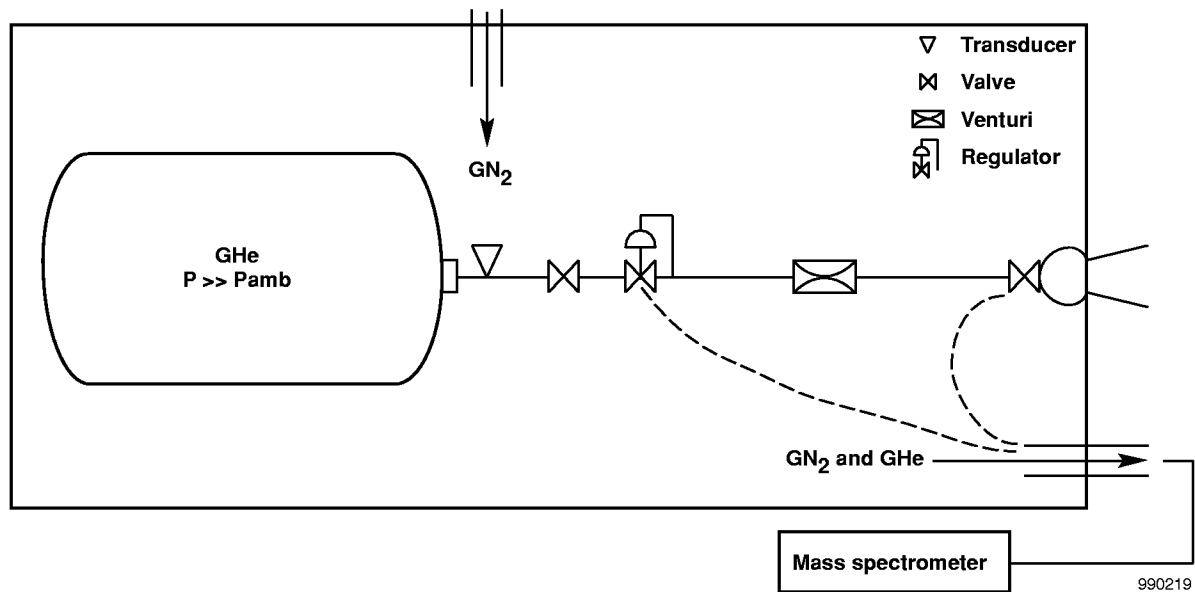 Transducer
Valve
Venturi
Regulator
GN2
GHe
P >> Pamb
GN2 and GHe
Mass spectrometer
990219